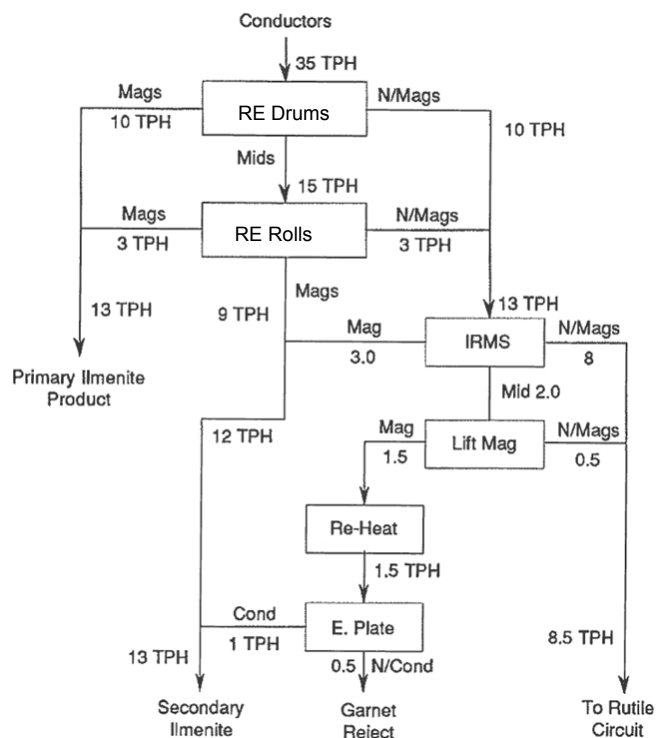 Conductors
35 TPH
Mags
RE Drums
N/Mags
10 TPH
10 TPH
Mids
15 TPH
Mags
RE Rolls
N/Mags
3 TPH
3 TPH
Mags
13 TPH
9 TPH
13 TPH
Mag
IRMS
N/Mags
3.0
8
Primary Ilmenite
Product
Mid 2.0
12 TPH
Mag
Lift Mag
N/Mags
1.5
0.5
Re-Heat
1.5 TPH
Cond
E. Plate
1 TPH
8.5 TPH
13 TPH
0.5
N/Cond
Secondary
Ilmenite
Garnet
Reject
To Rutile
Circuit